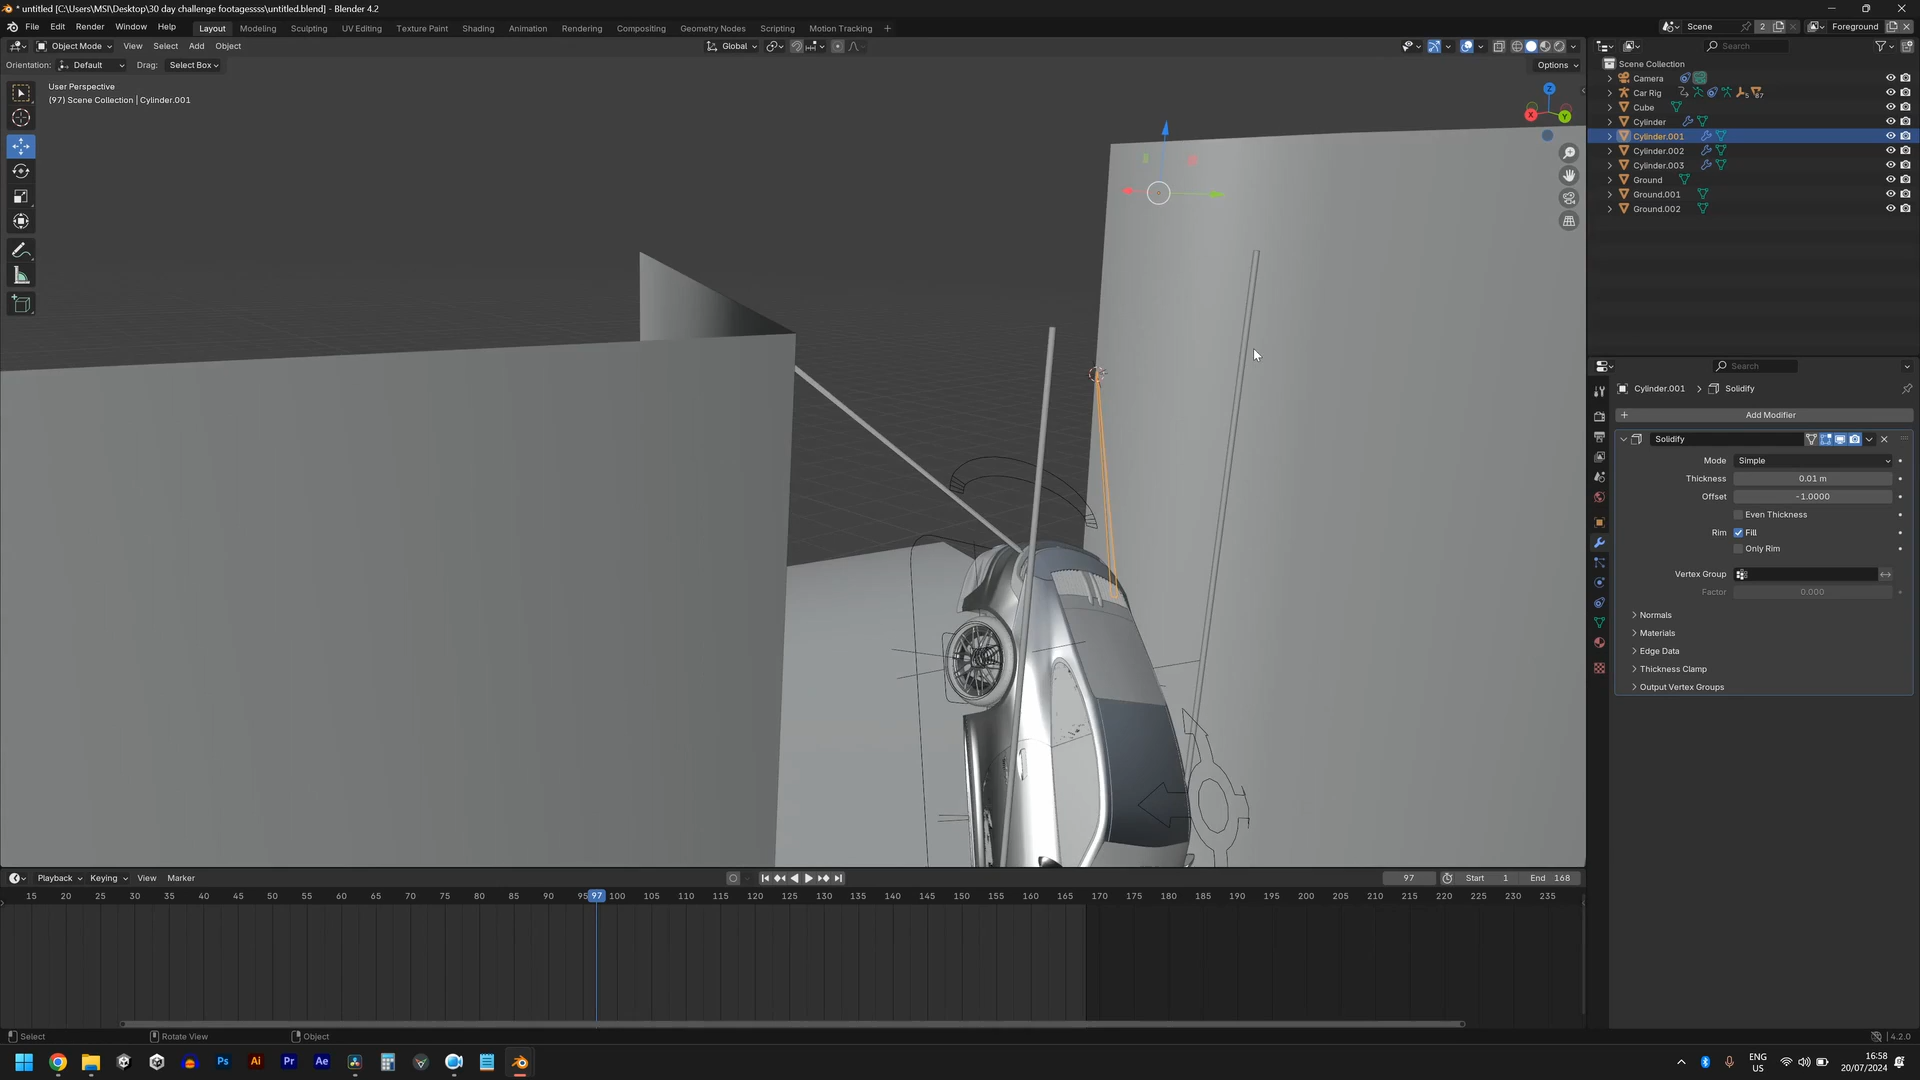 * untitled [C:\Users\MSI\Desktop\30 day challenge footagessss\untitled.blend] - Blender 4.2
File Edit Render Window Help Layout Modeling Sculpting UV Editing Texture Paint Shading Animation Rendering Compositing Geometry Nodes Scripting Motion Tracking + Scene 2 Foreground
Object Mode View Select Add Object Global Search
Orientation: Default Drag: Select Box Options
Scene Collection
User Perspective
(97) Scene Collection | Cylinder.001
Camera
Car Rig 5 87
Cube
Cylinder
Cylinder.001
Cylinder.002
Cylinder.003
Ground
Ground.001
Ground.002
Z
X
Y
Search
Cylinder.001 > Solidify
+ Add Modifier
Solidify
Mode Simple
Thickness 0.01 m
Offset -1.0000
Even Thickness
Rim Fill
Only Rim
Vertex Group
Factor 0.000
Normals
Materials
Edge Data
Thickness Clamp
Output Vertex Groups
Playback Keying View Marker 97 Start 1 End 168
15 20 25 30 35 40 45 50 55 60 65 70 75 80 85 90 95 97 100 105 110 115 120 125 130 135 140 145 150 155 160 165 170 175 180 185 190 195 200 205 210 215 220 225 230 235
Select Rotate View Object 4.2.0
Ps Ai Pr Ae
ENG
US
16:58
20/07/2024